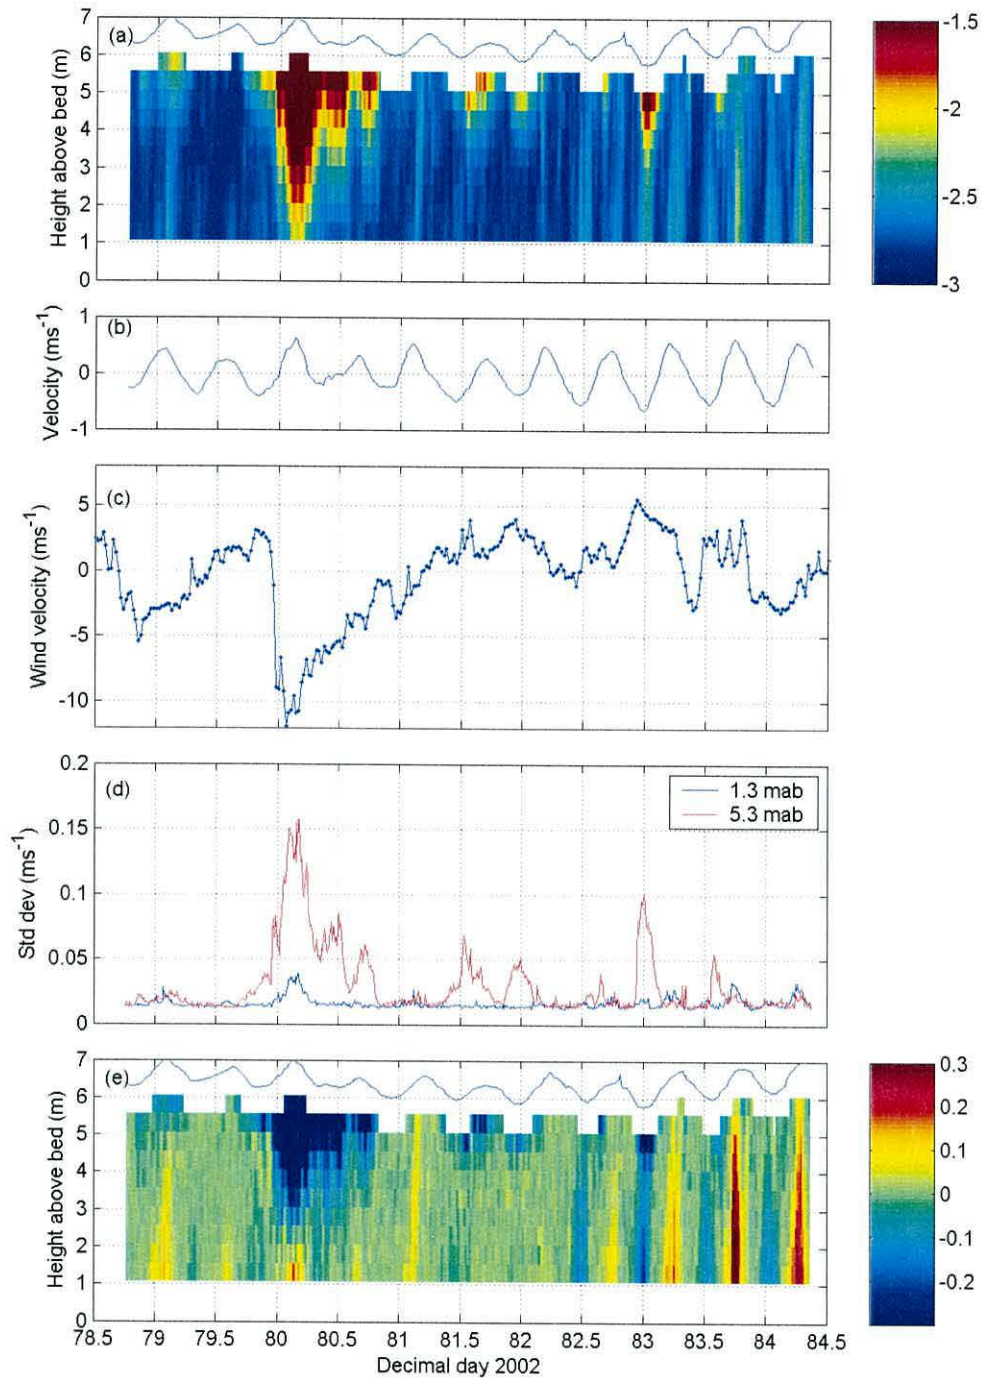 (a)
Height above bed (m)
7
6
5
4
3
2
1
0
-1.5
-2
-2.5
-3
(b)
Velocity (ms-1)
1
0
-1
(c)
Wind velocity (ms-1)
5
0
-5
-10
(d)
Std dev (ms-1)
0.2
0.15
0.1
0.05
0
1.3 mab
5.3 mab
(e)
Height above bed (m)
7
6
5
4
3
2
1
0
0.3
0.2
0.1
0
-0.1
-0.2
78.5 79 79.5 80 80.5 81 81.5 82 82.5 83 83.5 84 84.5
Decimal day 2002